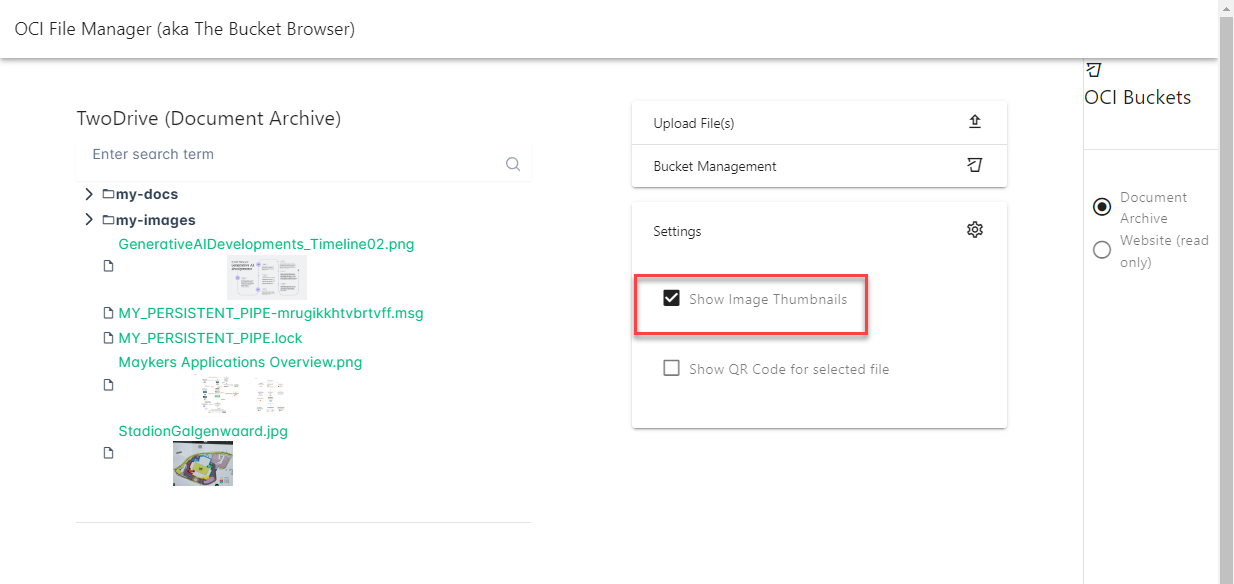 OCI File Manager (aka The Bucket Browser)
TwoDrive (Document Archive)
Enter search term
my-docs
my-images
GenerativeAIDevelopments_Timeline02.png
MY_PERSISTENT_PIPE-mrugikkhtvbrtvff.msg
MY_PERSISTENT_PIPE.lock
Maykers Applications Overview.png
StadionGalgenwaard.jpg
Upload File(s)
Bucket Management
Settings
Show Image Thumbnails
Show QR Code for selected file
OCI Buckets
Document
Archive
Website (read
only)